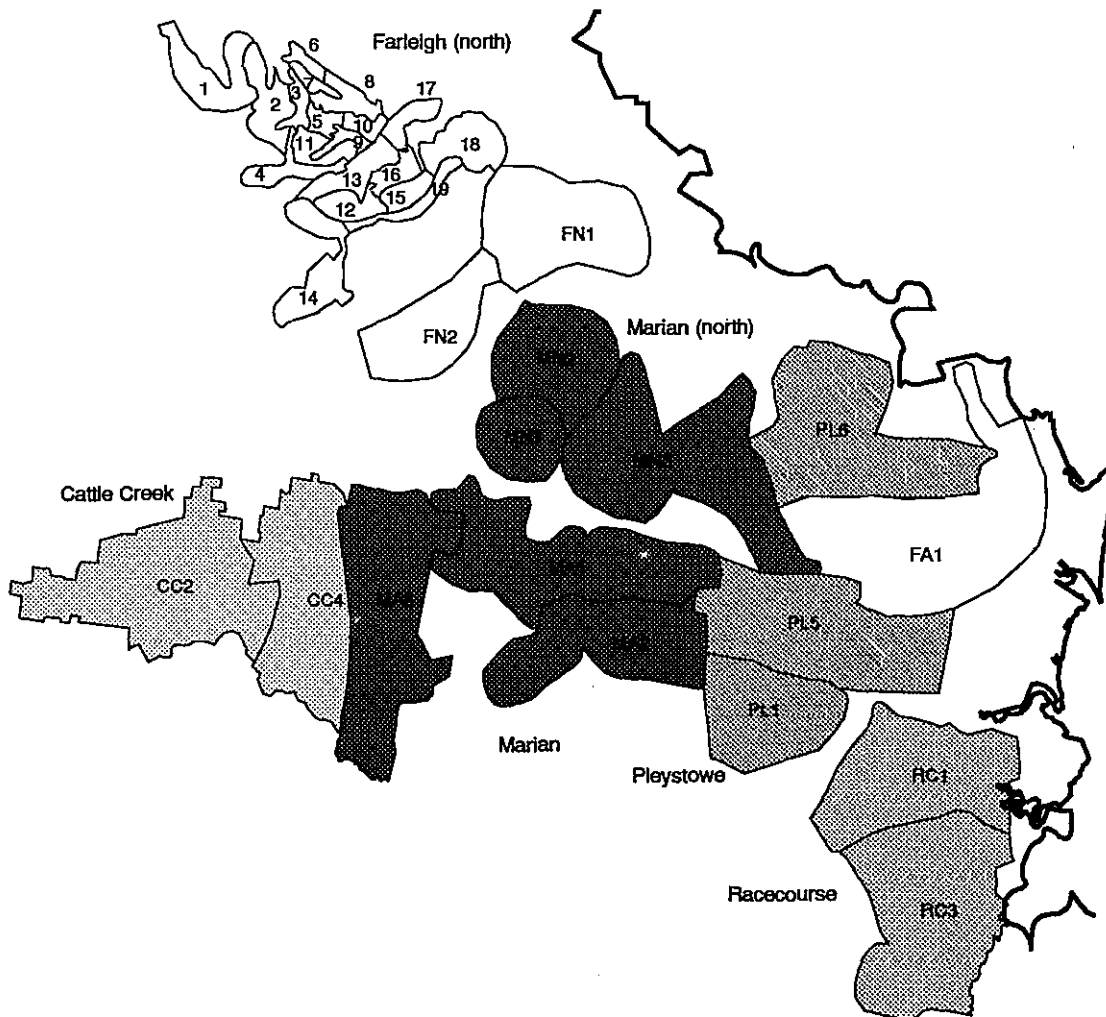 6
Farleigh (north)
1
7
8
17
3
2
5
10
11
9
18
4
13
16
19
15
12
FN1
14
FN2
Marian (north)
PL6
Cattle Creek
FA1
CC2
CC4
PL5
PL1
Marian
Pleystowe
RC1
Racecourse
RC3